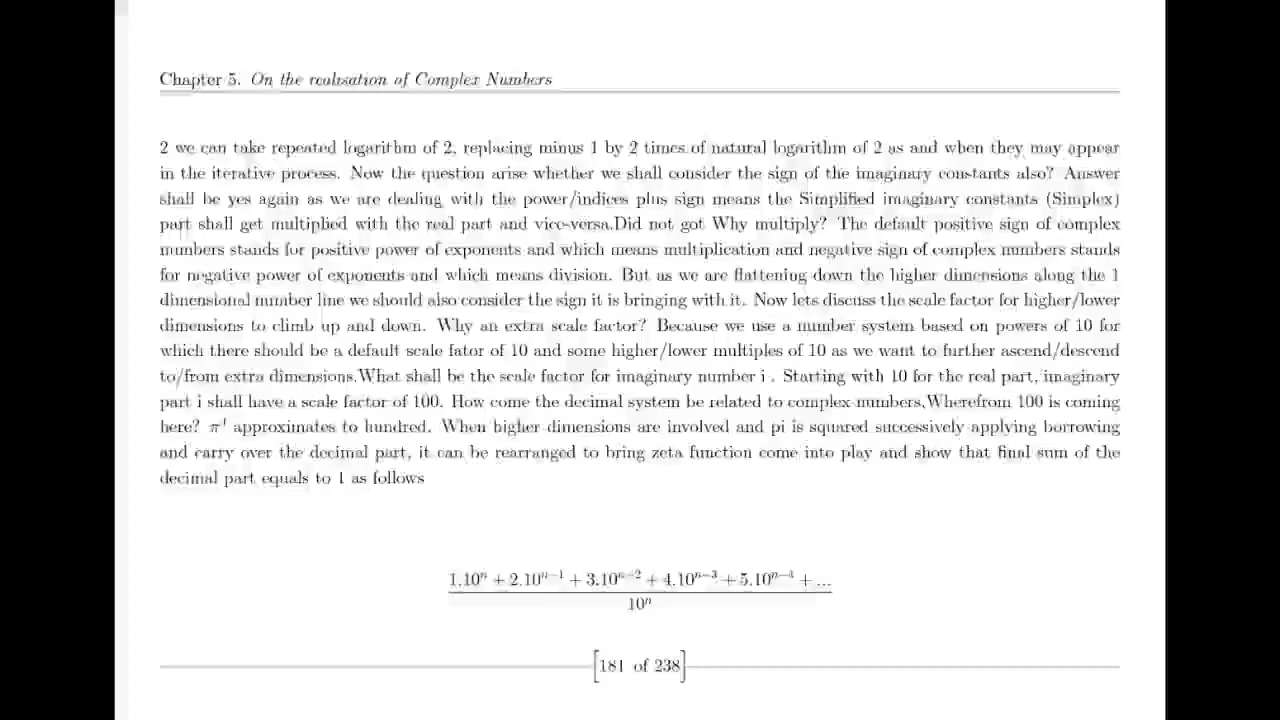 Chapter 5. On the realisation of Complex Numbers
2 we can take repeated logarithm of 2, replacing minus 1 by 2 times of natural logarithm of 2 as and when they may appear
in the iterative process. Now the question arise whether we shall consider the sign of the imaginary constants also? Answer
shall be yes again as we are dealing with the power/indices plus sign means the Simplified imaginary constants (Simplex)
part shall get multiplied with the real part and vice-versa.Did not got Why multiply? The default positive sign of complex
numbers stands for positive power of exponents and which means multiplication and negative sign of complex numbers stands
for negative power of exponents and which means division. But as we are flattening down the higher dimensions along the 1
dimensional number line we should also consider the sign it is bringing with it. Now lets discuss the scale factor for higher/lower
dimensions to climb up and down. Why an extra scale factor? Because we use a number system based on powers of 10 for
which there should be a default scale fator of 10 and some higher/lower multiples of 10 as we want to further ascend/descend
to/from extra dimensions.What shall be the scale factor for imaginary number i . Starting with 10 for the real part, imaginary
part i shall have a scale factor of 100. How come the decimal system be related to complex numbers,Wherefrom 100 is coming
here? π⁴ approximates to hundred. When higher dimensions are involved and pi is squared successively applying borrowing
and carry over the decimal part, it can be rearranged to bring zeta function come into play and show that final sum of the
decimal part equals to 1 as follows
1.10ⁿ + 2.10ⁿ⁻¹ + 3.10ⁿ⁻² + 4.10ⁿ⁻³ + 5.10ⁿ⁻⁴ + ...
10ⁿ
[181 of 238]